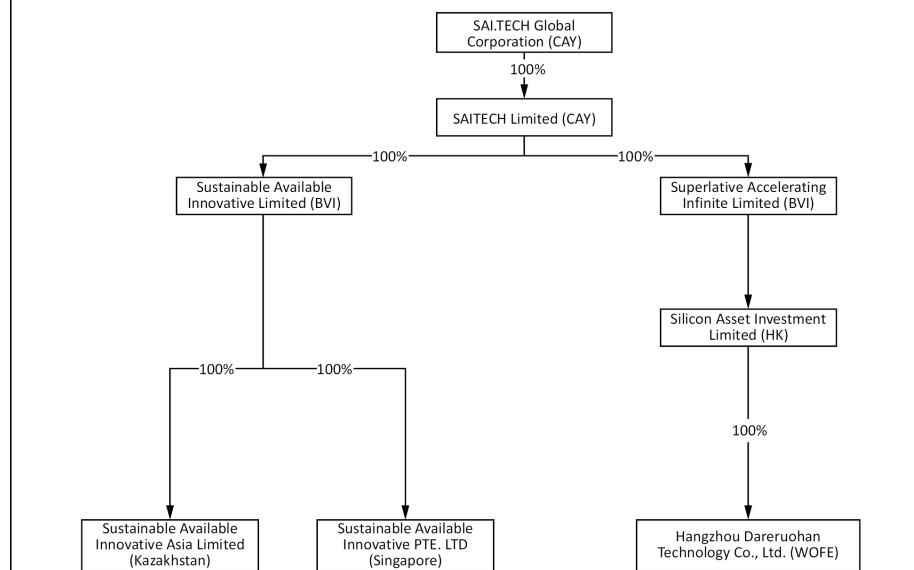 SAI.TECH Global
Corporation (CAY)
100%
SAITECH Limited (CAY)
100%
100%
Sustainable Available
Innovative Limited (BVI)
Superlative Accelerating
Infinite Limited (BVI)
Silicon Asset Investment
Limited (HK)
100%
100%
100%
Sustainable Available
Innovative Asia Limited
(Kazakhstan)
Sustainable Available
Innovative PTE. LTD
(Singapore)
Hangzhou Dareruohan
Technology Co., Ltd. (WOFE)